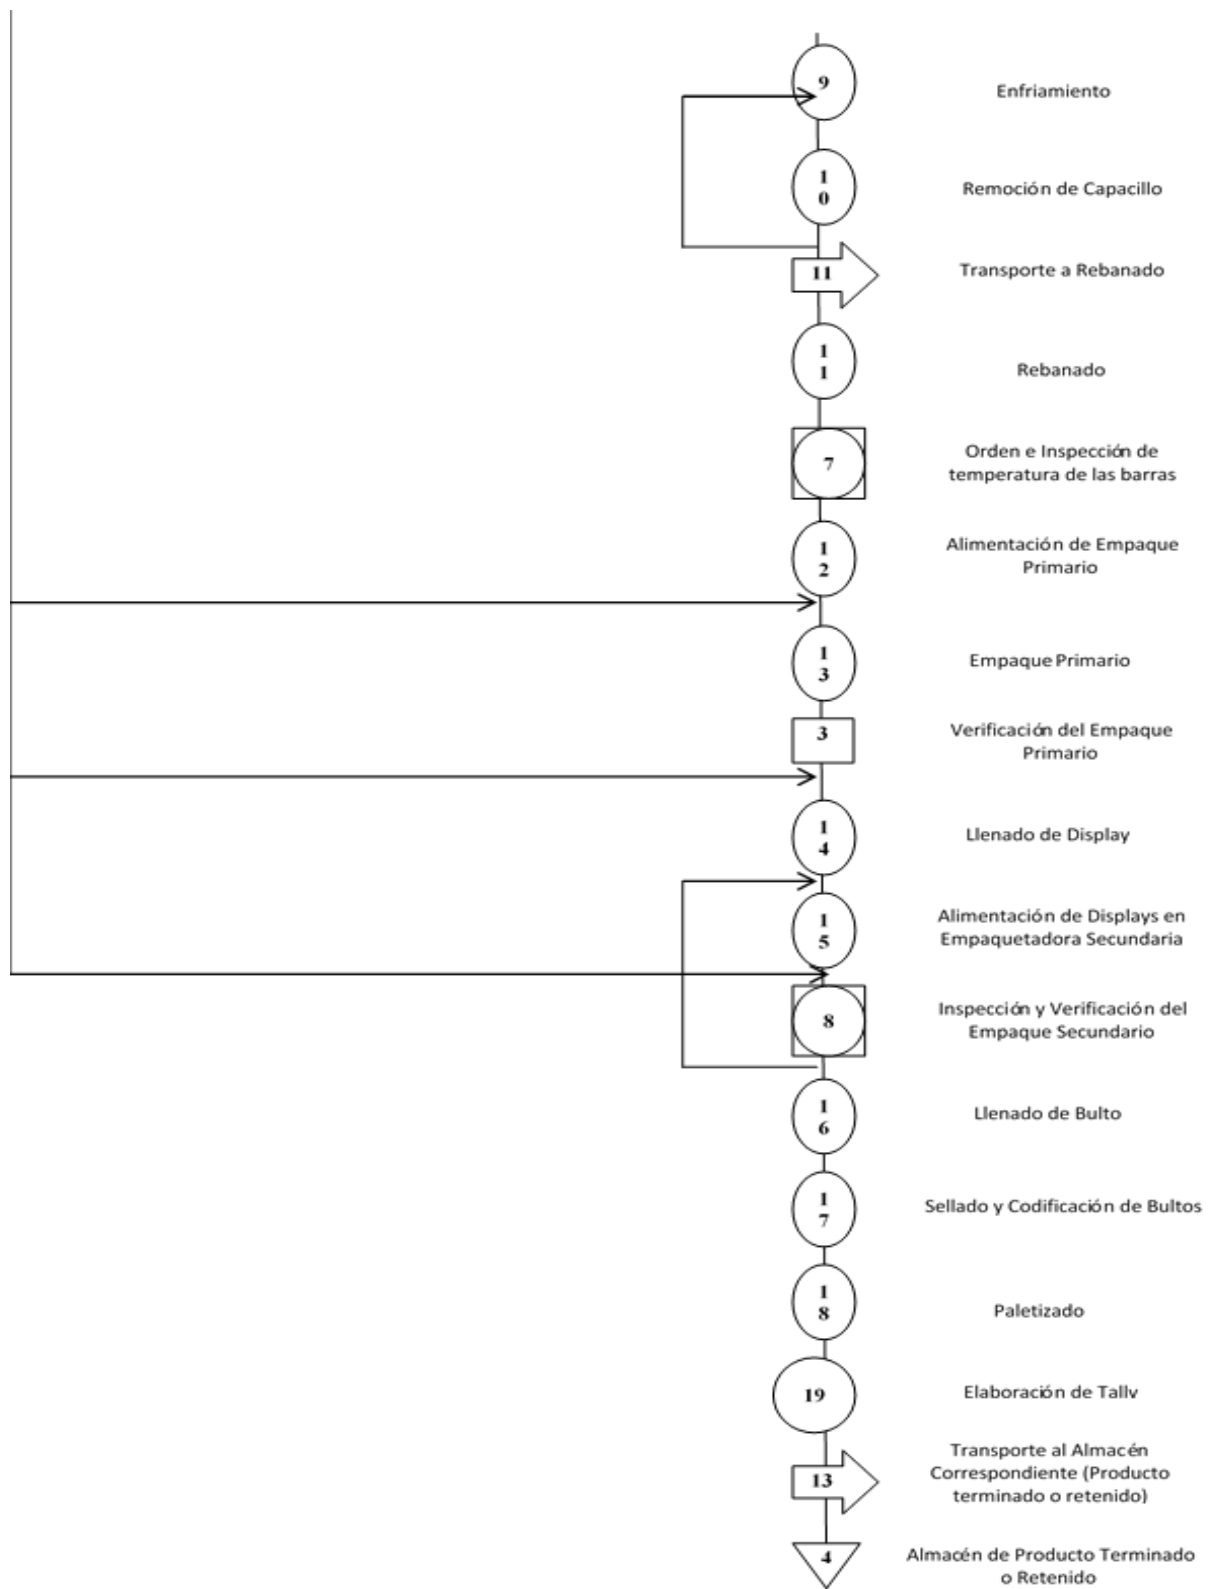 9
Enfriamiento
1
0
Remoción de Capacillo
11
Transporte a Rebanado
1
1
Rebanado
7
Orden e Inspección de
temperatura de las barras
1
2
Alimentación de Empaque
Primario
1
3
Empaque Primario
3
Verificación del Empaque
Primario
1
4
Llenado de Display
1
5
Alimentación de Displays en
Empaquetadora Secundaria
8
Inspección y Verificación del
Empaque Secundario
1
6
Llenado de Bulto
1
7
Sellado y Codificación de Bultos
1
8
Paletizado
19
Elaboración de Tally
13
Transporte al Almacén
Correspondiente (Producto
terminado o retenido)
4
Almacén de Producto Terminado
o Retenido